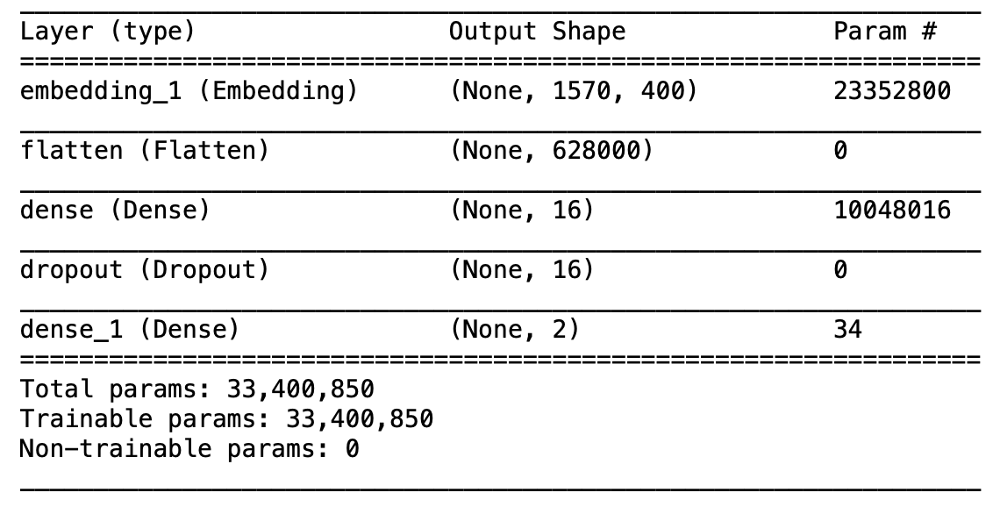 Layer (type) Output Shape Param #
=================================================================
embedding_1 (Embedding) (None, 1570, 400) 23352800
_________________________________________________________________
flatten (Flatten) (None, 628000) 0
_________________________________________________________________
dense (Dense) (None, 16) 10048016
_________________________________________________________________
dropout (Dropout) (None, 16) 0
_________________________________________________________________
dense_1 (Dense) (None, 2) 34
=================================================================
Total params: 33,400,850
Trainable params: 33,400,850
Non-trainable params: 0
_________________________________________________________________